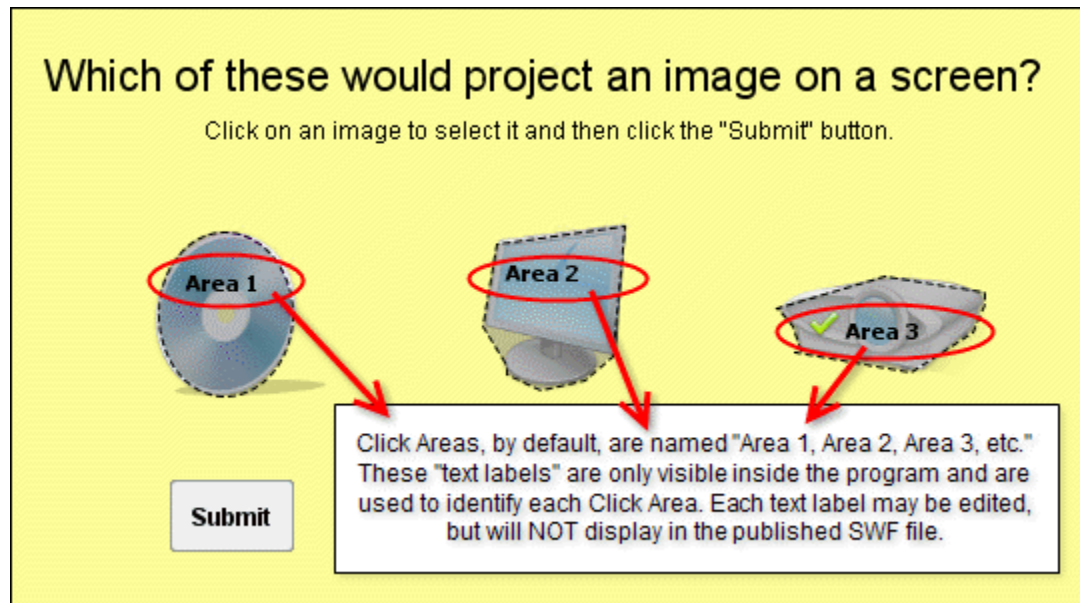 Which of these would project an image on a screen?
Click on an image to select it and then click the "Submit" button.
Area 1
Area 2
Area 3
Click Areas, by default, are named "Area 1, Area 2, Area 3, etc."
These "text labels" are only visible inside the program and are
used to identify each Click Area. Each text label may be edited,
but will NOT display in the published SWF file.
Submit